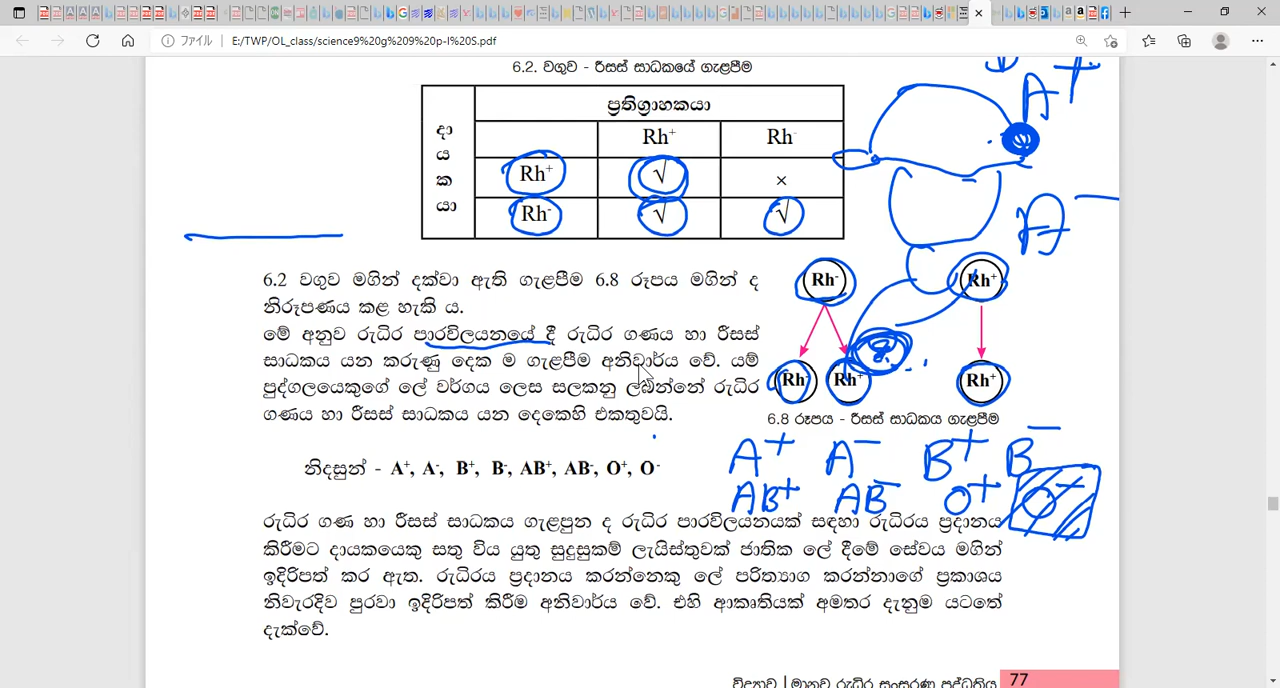 ファイル E:/TWP/OL_class/science9%20g%209%20p-I%20S.pdf
6.2. වගුව - රීසස් සාධකයේ ගැළපීම
A+
ප්‍රතිග්‍රාහකයා
දා
ය
ක
යා
Rh+ Rh-
Rh+ √ ×
Rh- √ √
A-
6.2 වගුව මගින් දක්වා ඇති ගැළපීම 6.8 රූපය මගින් ද
නිරූපණය කළ හැකි ය.
මේ අනුව රුධිර පාරවිලයනයේ දී රුධිර ගණය හා රීසස්
සාධකය යන කරුණු දෙක ම ගැළපීම අනිවාර්ය වේ. යම්
පුද්ගලයෙකුගේ ලේ වර්ගය ලෙස සලකනු ලබන්නේ රුධිර
ගණය හා රීසස් සාධකය යන දෙකෙහි එකතුවයි.
Rh- Rh+
Rh- Rh+ Rh+
6.8 රූපය - රීසස් සාධකය ගැළපීම
නිදසුන් - A+, A-, B+, B-, AB+, AB-, O+, O-
A+ A- B+ B-
AB+ AB- O+ O-
රුධිර ගණ හා රීසස් සාධකය ගැළපුන ද රුධිර පාරවිලයනයක් සඳහා රුධිරය ප්‍රදානය
කිරීමට දායකයෙකු සතු විය යුතු සුදුසුකම් ලැයිස්තුවක් ජාතික ලේ දීමේ සේවය මගින්
ඉදිරිපත් කර ඇත. රුධිරය ප්‍රදානය කරන්නෙකු ලේ පරිත්‍යාග කරන්නාගේ ප්‍රකාශය
නිවැරදිව පුරවා ඉදිරිපත් කිරීම අනිවාර්ය වේ. එහි ආකෘතියක් අමතර දැනුම යටතේ
දැක්වේ.
විද්‍යාව | මානව රුධිර සංසරණ පද්ධතිය 77